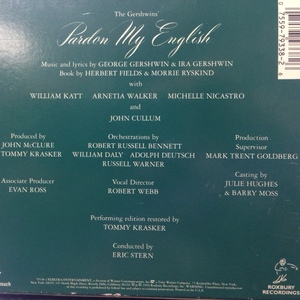 The Gershwins'
Pardon My English
Music and lyrics by GEORGE GERSHWIN & IRA GERSHWIN
Book by HERBERT FIELDS & MORRIE RYSKIND
with
WILLIAM KATT ARNETIA WALKER MICHELLE NICASTRO
and
JOHN CULLUM
Produced by
JOHN McCLURE
TOMMY KRASKER
Orchestrations by
ROBERT RUSSELL BENNETT
WILLIAM DALY ADOLPH DEUTSCH
RUSSELL WARNER
Production
Supervisor
MARK TRENT GOLDBERG
Associate Producer
EVAN ROSS
Vocal Director
ROBERT WEBB
Casting by
JULIE HUGHES
& BARRY MOSS
Performing edition restored by
TOMMY KRASKER
Conducted by
ERIC STERN
ROXBURY
RECORDINGS
07559-79338-2